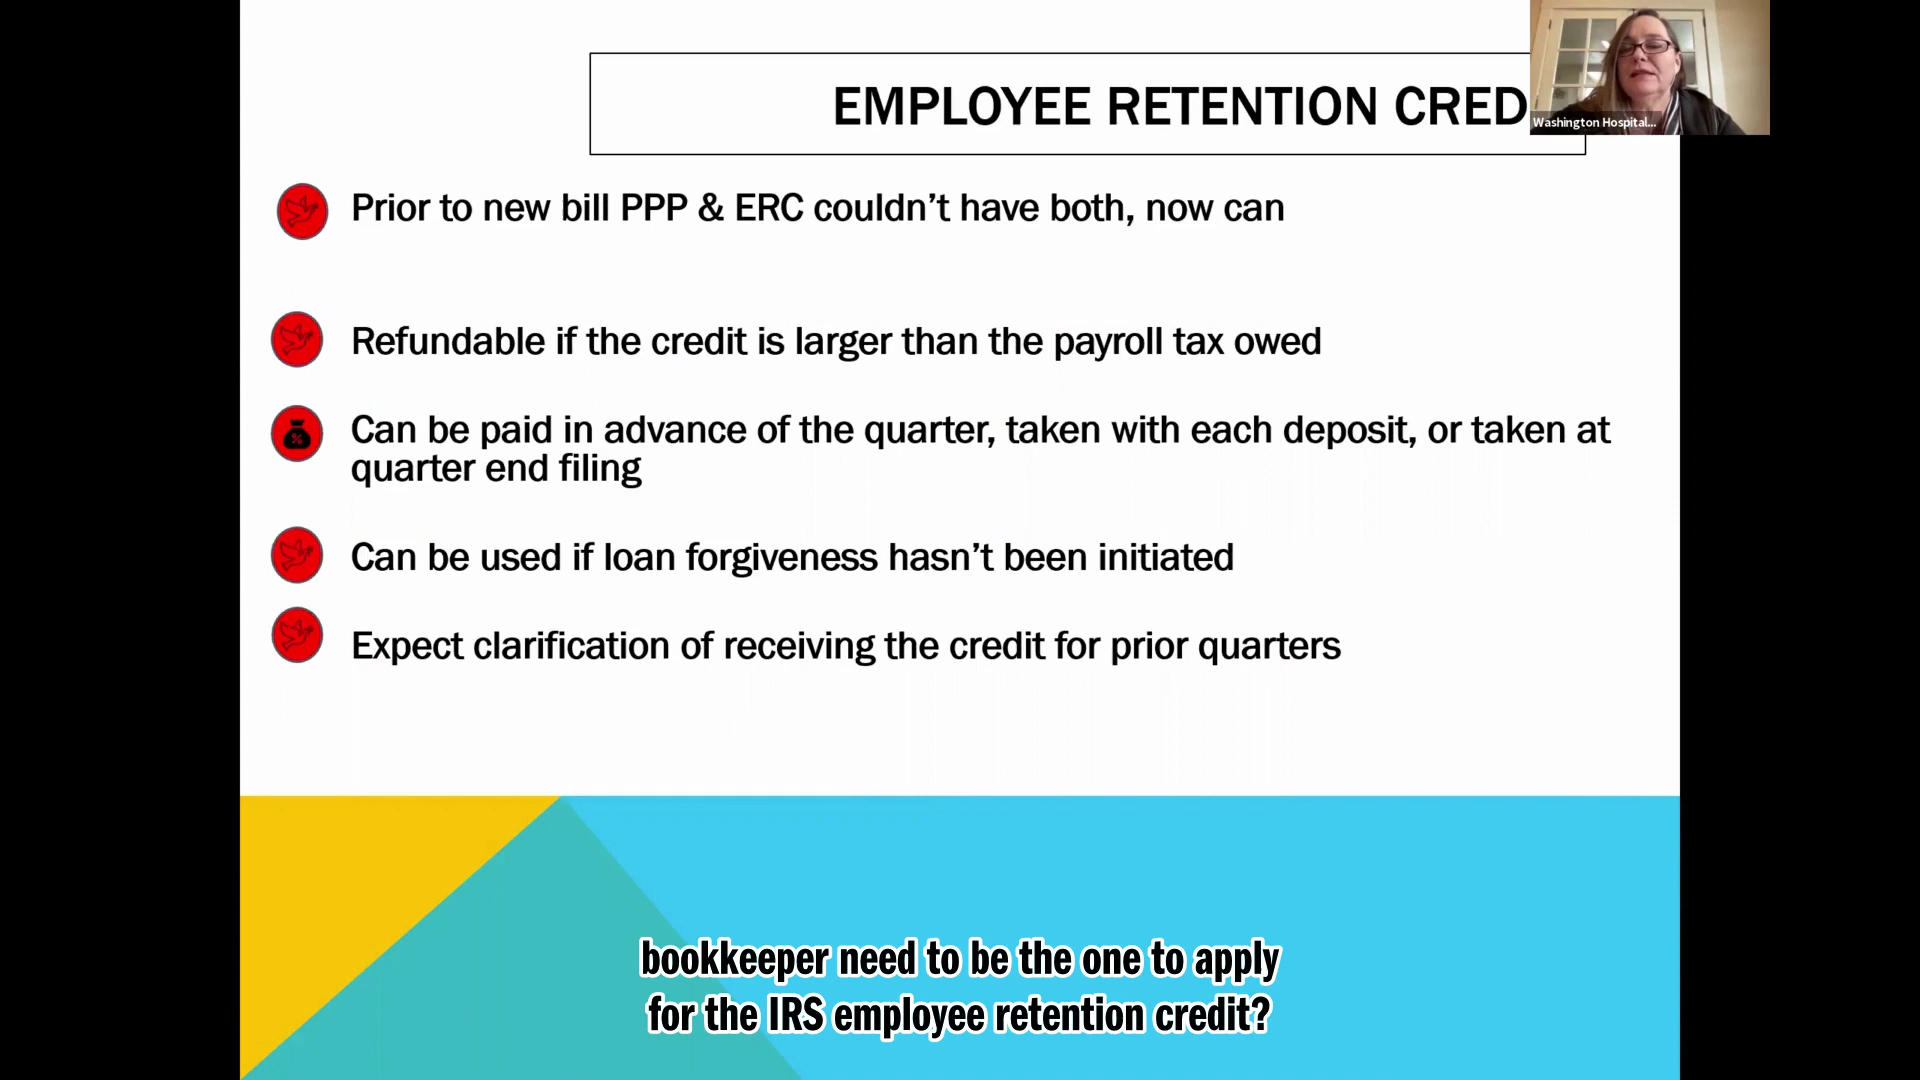 EMPLOYEE RETENTION CRED
Washington Hospital...
Prior to new bill PPP & ERC couldn’t have both, now can
Refundable if the credit is larger than the payroll tax owed
%
Can be paid in advance of the quarter, taken with each deposit, or taken at
quarter end filing
Can be used if loan forgiveness hasn’t been initiated
Expect clarification of receiving the credit for prior quarters
bookkeeper need to be the one to apply
for the IRS employee retention credit?